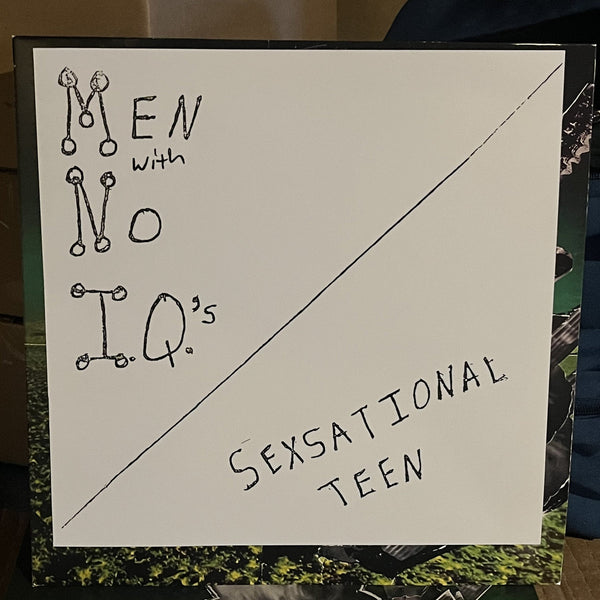 MEN
with
NO
I.Q.'s
SEXSATIONAL
TEEN